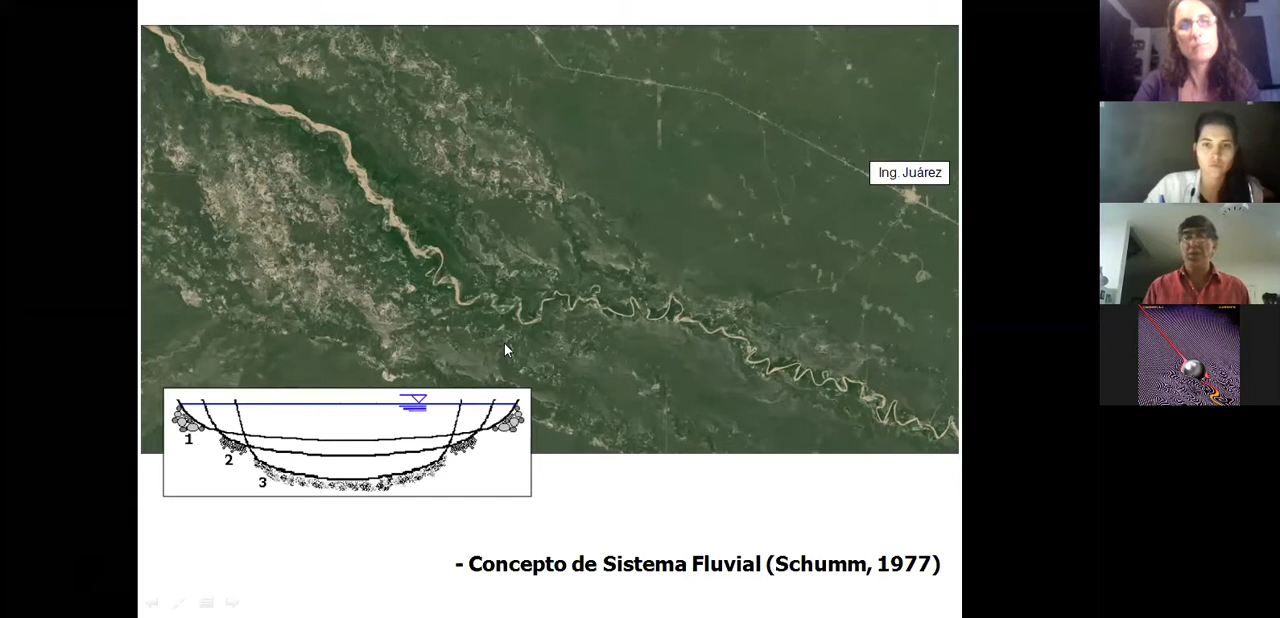 Ing. Juárez
1
2
3
- Concepto de Sistema Fluvial (Schumm, 1977)